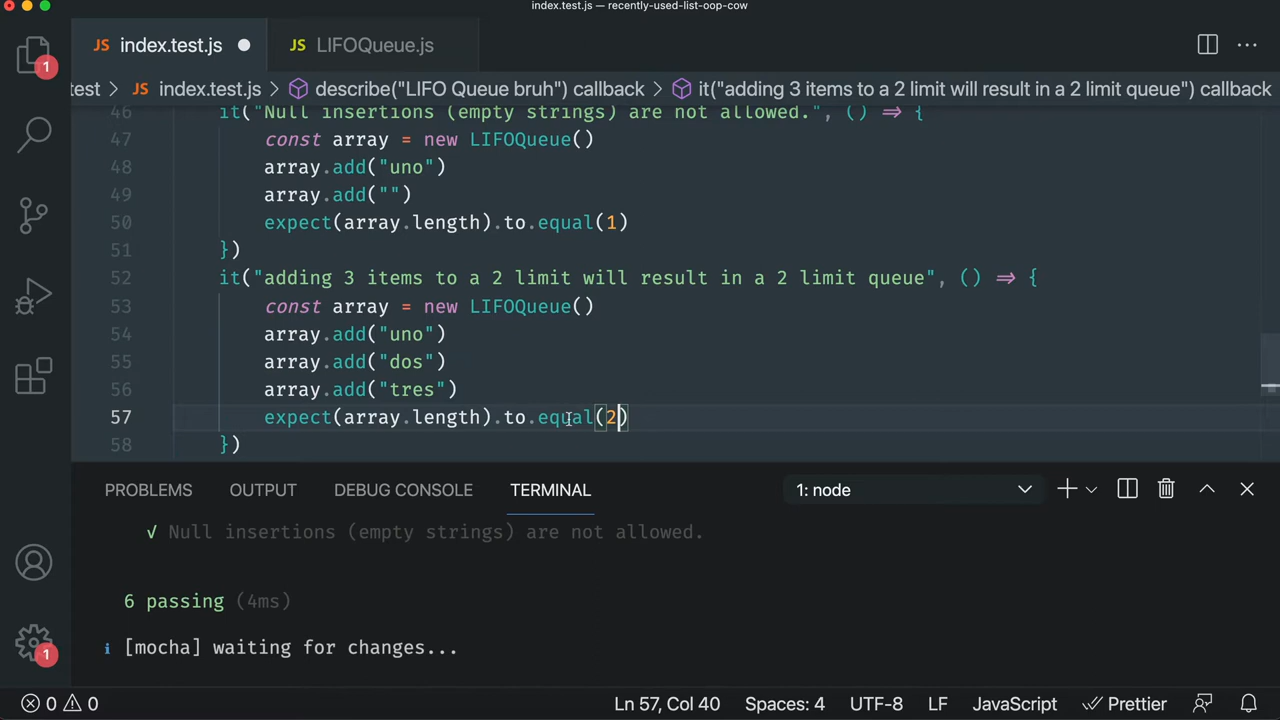 index.test.js — recently-used-list-oop-cow
JS index.test.js
JS LIFOQueue.js
test > JS index.test.js > describe("LIFO Queue bruh") callback > it("adding 3 items to a 2 limit will result in a 2 limit queue") callback
46 it("Null insertions (empty strings) are not allowed.", () => {
47 const array = new LIFOQueue()
48 array.add("uno")
49 array.add("")
50 expect(array.length).to.equal(1)
51 })
52 it("adding 3 items to a 2 limit will result in a 2 limit queue", () => {
53 const array = new LIFOQueue()
54 array.add("uno")
55 array.add("dos")
56 array.add("tres")
57 expect(array.length).to.equal(2)
58 })
1
PROBLEMS OUTPUT DEBUG CONSOLE TERMINAL 1: node
✓ Null insertions (empty strings) are not allowed.
6 passing (4ms)
i [mocha] waiting for changes...
1
0 0 Ln 57, Col 40 Spaces: 4 UTF-8 LF JavaScript Prettier